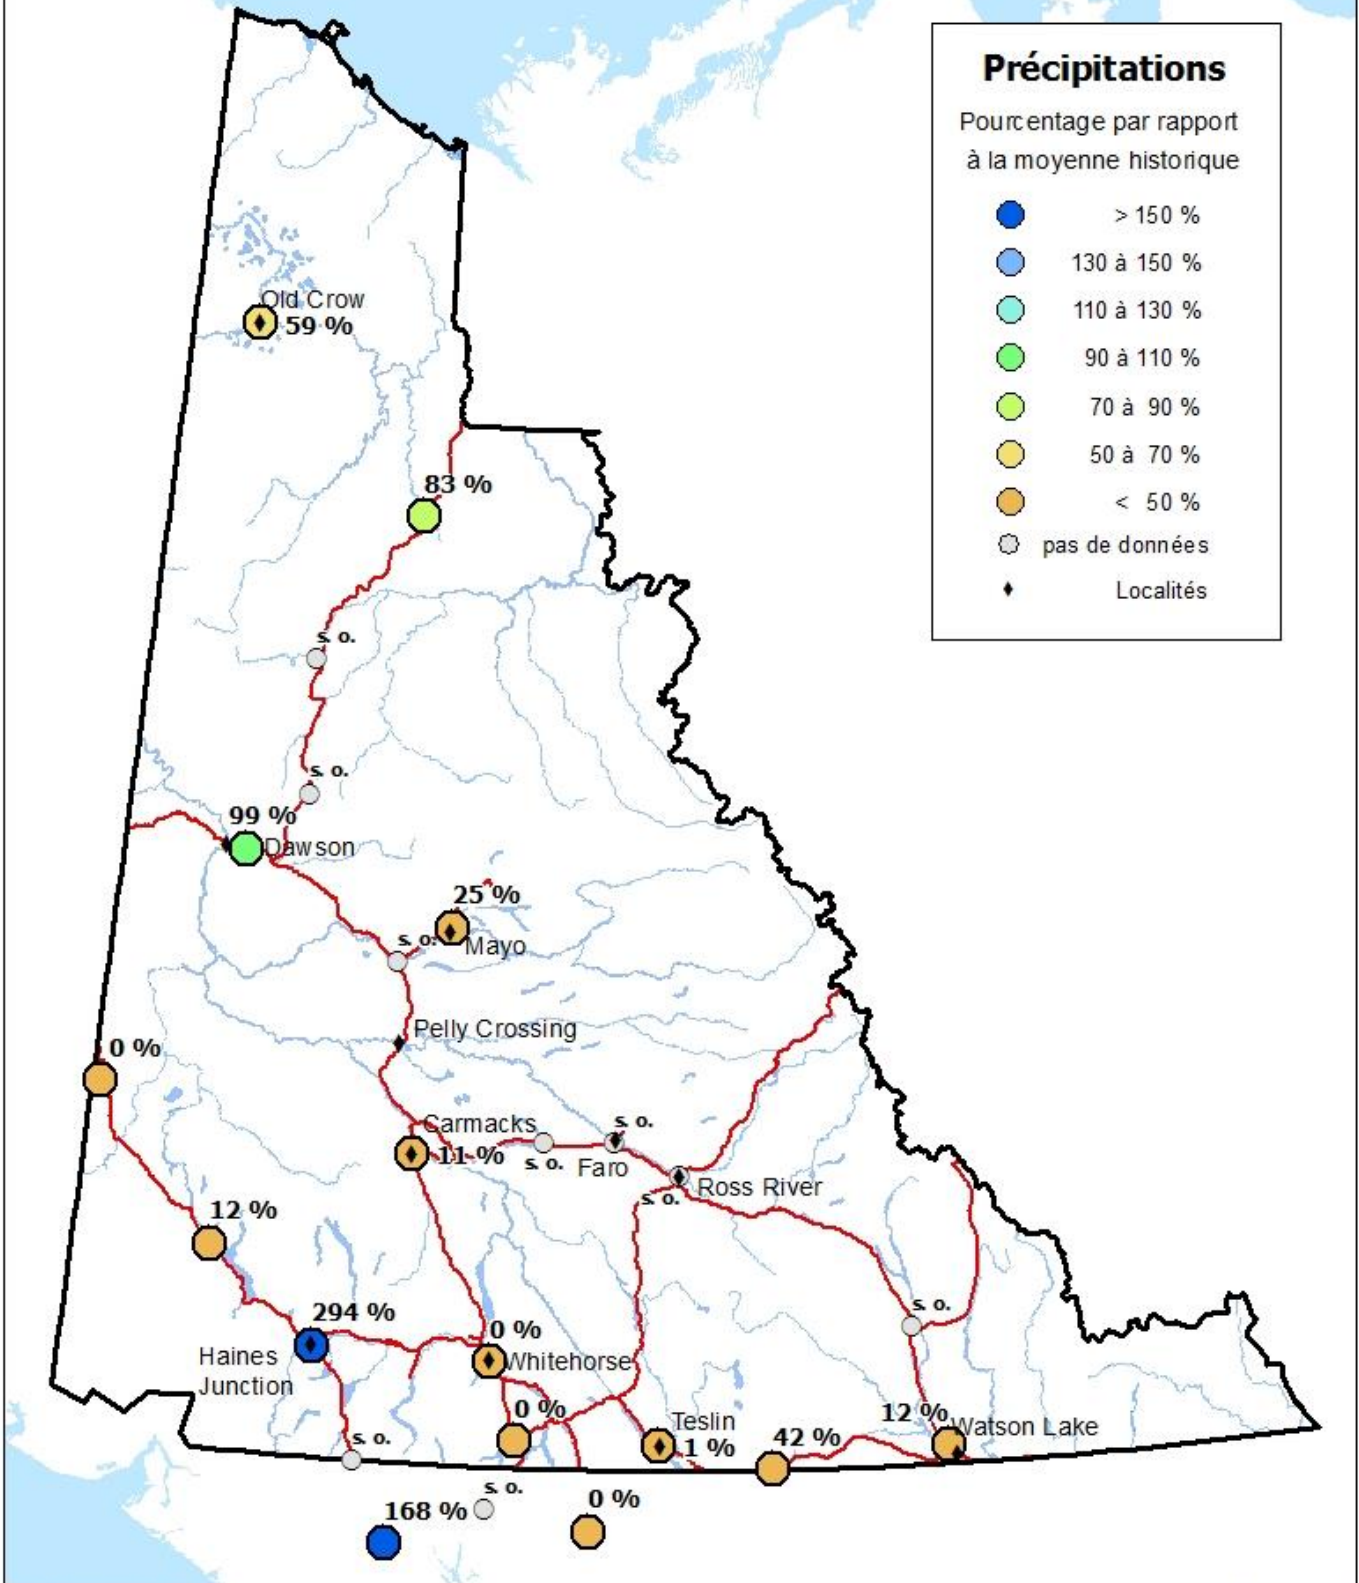 Précipitations
Pourcentage par rapport
à la moyenne historique
> 150 %
130 à 150 %
110 à 130 %
90 à 110 %
70 à 90 %
50 à 70 %
< 50 %
pas de données
Localités
Old Crow
59 %
83 %
s. o.
s. o.
99 %
Dawson
25 %
s. o.
Mayo
Pelly Crossing
0 %
Carmacks
11 %
s. o.
s. o.
Faro
Ross River
s. o.
12 %
294 %
Haines
Junction
0 %
Whitehorse
s. o.
0 %
Teslin
1 %
42 %
12 %
Watson Lake
s. o.
168 %
s. o.
0 %